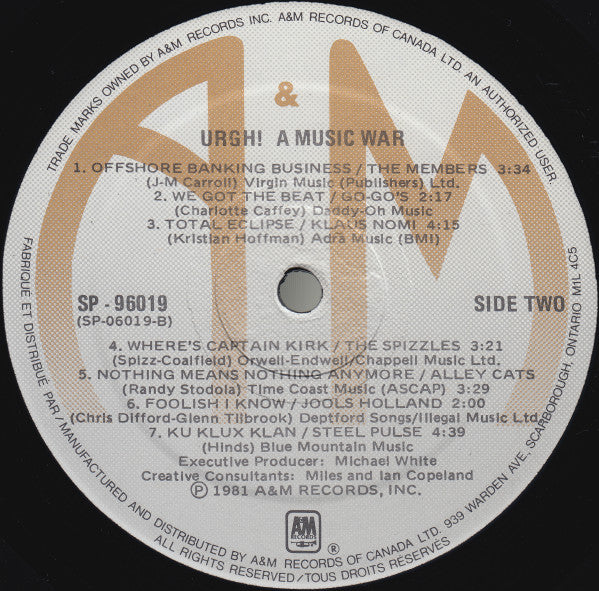 TRADE MARKS OWNED BY A&M RECORDS INC. A&M RECORDS OF CANADA LTD. AN AUTHORIZED USER.
&
URGH! A MUSIC WAR
1. OFFSHORE BANKING BUSINESS / THE MEMBERS 3:34
(J-M Carroll) Virgin Music (Publishers) Ltd.
2. WE GOT THE BEAT / GO-GO'S 2:17
(Charlotte Caffey) Daddy-Oh Music
3. TOTAL ECLIPSE / KLAUS NOMI 4:15
(Kristian Hoffman) Adra Music (BMI)
SP - 96019
(SP-06019-B)
SIDE TWO
4. WHERE'S CAPTAIN KIRK / THE SPIZZLES 3:21
(Spizz-Coalfield) Orwell-Endwell/Chappell Music Ltd.
5. NOTHING MEANS NOTHING ANYMORE / ALLEY CATS
(Randy Stodola) Time Coast Music (ASCAP) 3:29
6. FOOLISH I KNOW / JOOLS HOLLAND 2:00
(Chris Difford-Glenn Tilbrook) Deptford Songs/Illegal Music Ltd.
7. KU KLUX KLAN / STEEL PULSE 4:39
(Hinds) Blue Mountain Music
Executive Producer: Michael White
Creative Consultants: Miles and Ian Copeland
Ⓟ 1981 A&M RECORDS, INC.
A&M
RECORDS
®
FABRIQUÉ ET DISTRIBUÉ PAR / MANUFACTURED AND DISTRIBUTED BY A&M RECORDS OF CANADA LTD. 939 WARDEN AVE., SCARBOROUGH, ONTARIO M1L 4C5
ALL RIGHTS RESERVED / TOUS DROITS RÉSERVÉS